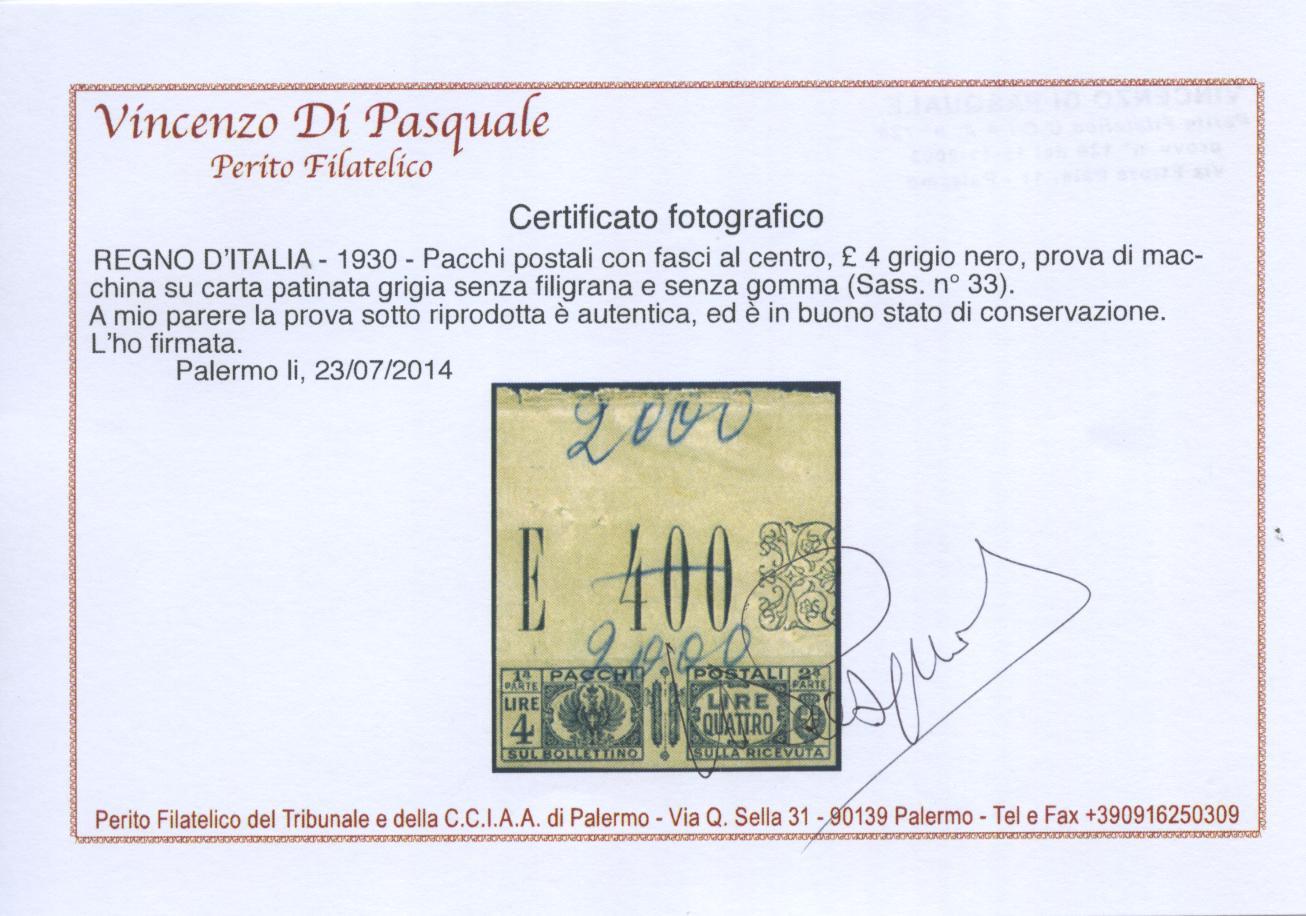 Vincenzo Di Pasquale
Perito Filatelico
Certificato fotografico
REGNO D'ITALIA - 1930 - Pacchi postali con fasci al centro, £ 4 grigio nero, prova di mac-
china su carta patinata grigia senza filigrana e senza gomma (Sass. n° 33).
A mio parere la prova sotto riprodotta è autentica, ed è in buono stato di conservazione.
L'ho firmata.
Palermo li, 23/07/2014
2000
E 400
2000
1ª PARTE PACCHI POSTALI 2ª PARTE
LIRE 4 LIRE QUATTRO
SUL BOLLETTINO SULLA RICEVUTA
Perito Filatelico del Tribunale e della C.C.I.A.A. di Palermo - Via Q. Sella 31 - 90139 Palermo - Tel e Fax +390916250309